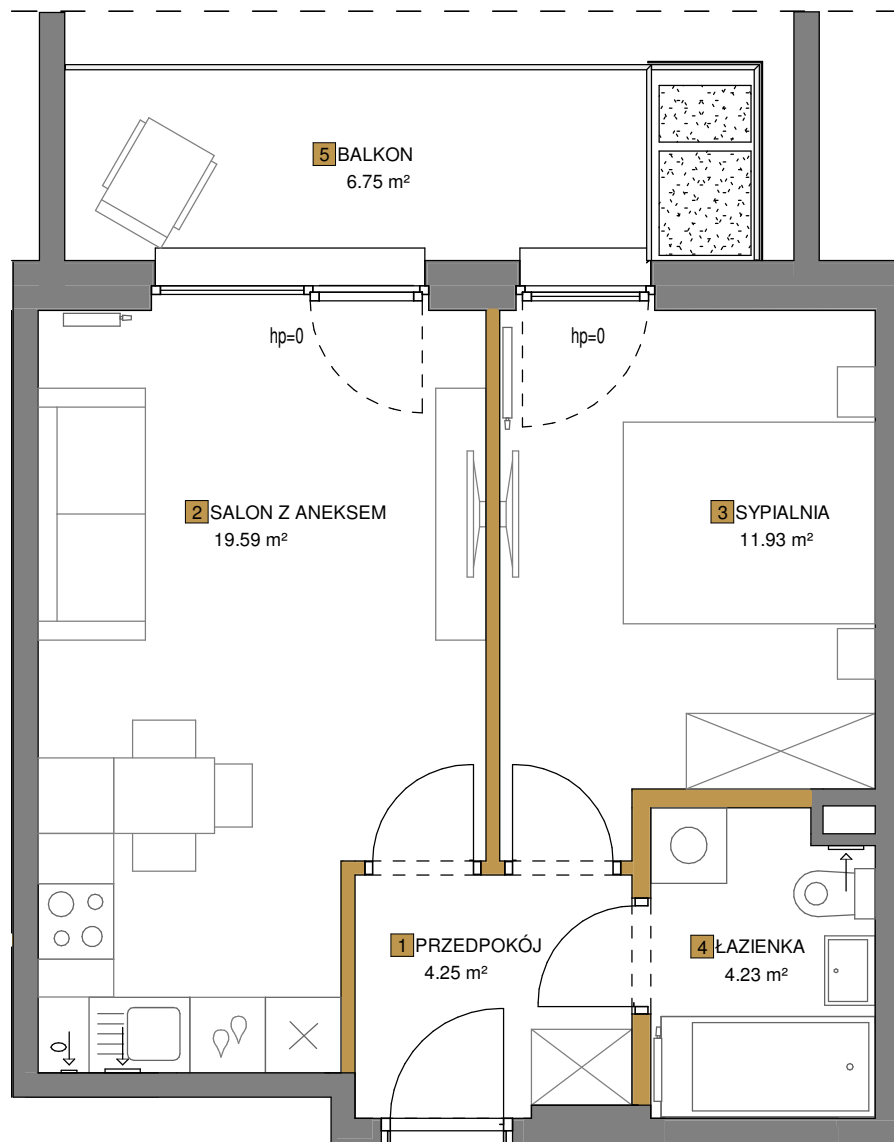 5 BALKON
6.75 m²
hp=0
hp=0
2 SALON Z ANEKSEM
19.59 m²
3 SYPIALNIA
11.93 m²
1 PRZEDPOKÓJ
4.25 m²
4 ŁAZIENKA
4.23 m²